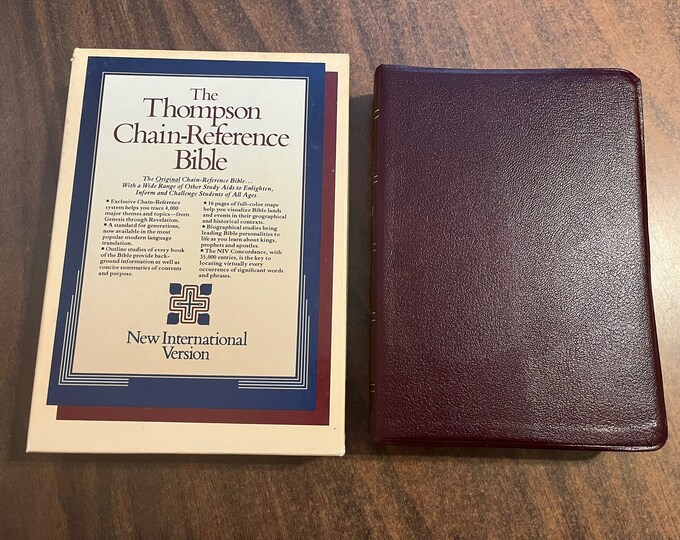 The
Thompson
Chain-Reference
Bible
The Original Chain-Reference Bible...
With a Wide Range of Other Study Aids to Enlighten,
Inform and Challenge Students of All Ages.
• Exclusive Chain-Reference
system helps you trace 4,000
major themes and topics—from
Genesis through Revelation.
• A standard for generations,
now available in the most
popular modern language
translation.
• Outline studies of every book
of the Bible provide back-
ground information as well as
concise summaries of contents
and purpose.
• 16 pages of full-color maps
help you visualize Bible lands
and events in their geographical
and historical contexts.
• Biographical studies bring
leading Bible personalities to
life as you learn about kings,
prophets and apostles.
• The NIV Concordance, with
35,000 entries, is the key to
locating virtually every
occurrence of significant words
and phrases.
New International
Version